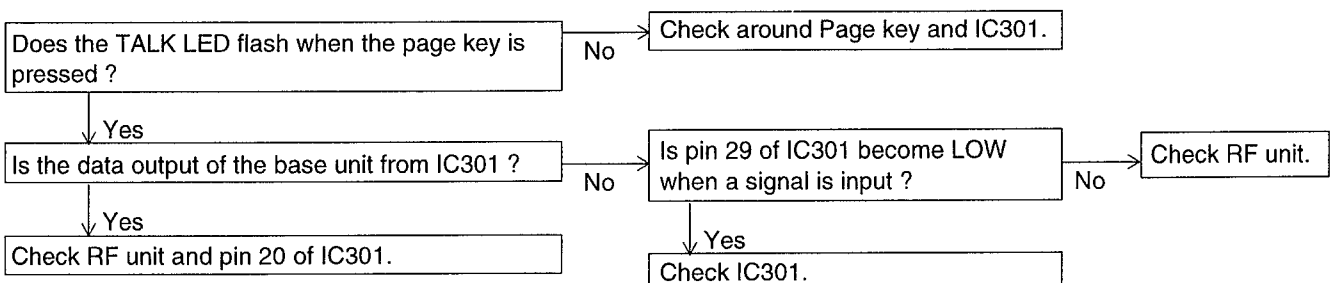 Does the TALK LED flash when the page key is
pressed ?
No
Check around Page key and IC301.
Yes
Is the data output of the base unit from IC301 ?
No
Is pin 29 of IC301 become LOW
when a signal is input ?
No
Check RF unit.
Yes
Check RF unit and pin 20 of IC301.
Yes
Check IC301.